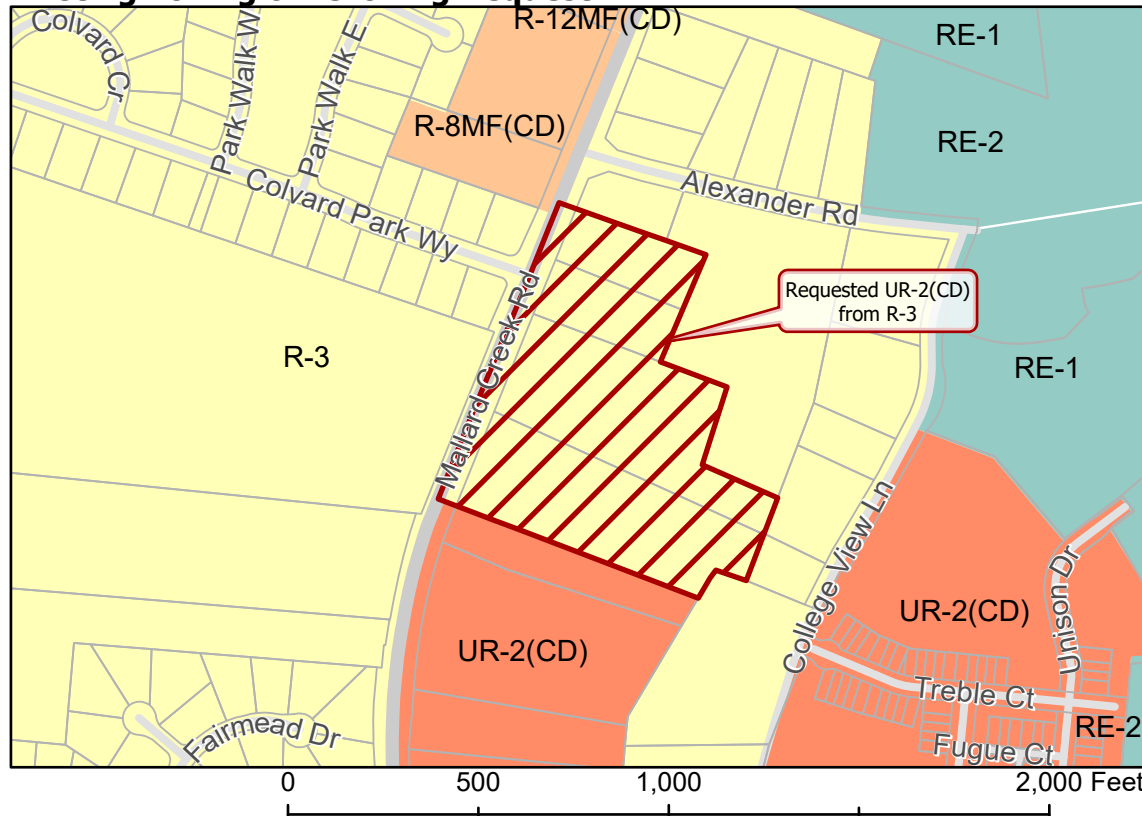 R-12MF(CD)
RE-1
Colvard Cr
Park Walk W
Park Walk E
R-8MF(CD)
RE-2
Alexander Rd
Colvard Park Wy
Requested UR-2(CD)
from R-3
Mallard Creek Rd
R-3
RE-1
College View Ln
Unison Dr
UR-2(CD)
UR-2(CD)
Treble Ct
Fairmead Dr
RE-2
Fugue Ct
0
500
1,000
2,000 Feet